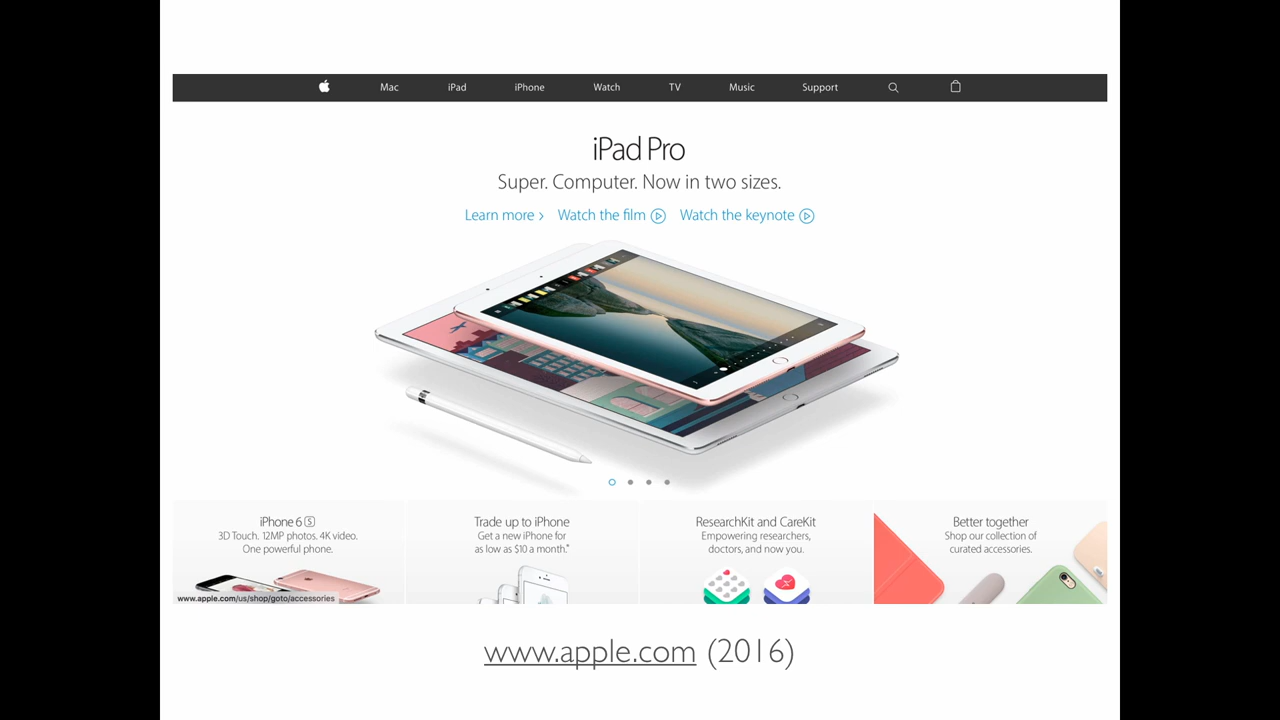 Mac iPad iPhone Watch TV Music Support
iPad Pro
Super. Computer. Now in two sizes.
Learn more › Watch the film Watch the keynote
iPhone 6s
3D Touch. 12MP photos. 4K video.
One powerful phone.
Trade up to iPhone
Get a new iPhone for
as low as $10 a month.*
ResearchKit and CareKit
Empowering researchers,
doctors, and now you.
Better together
Shop our collection of
curated accessories.
www.apple.com/us/shop/goto/accessories
www.apple.com (2016)